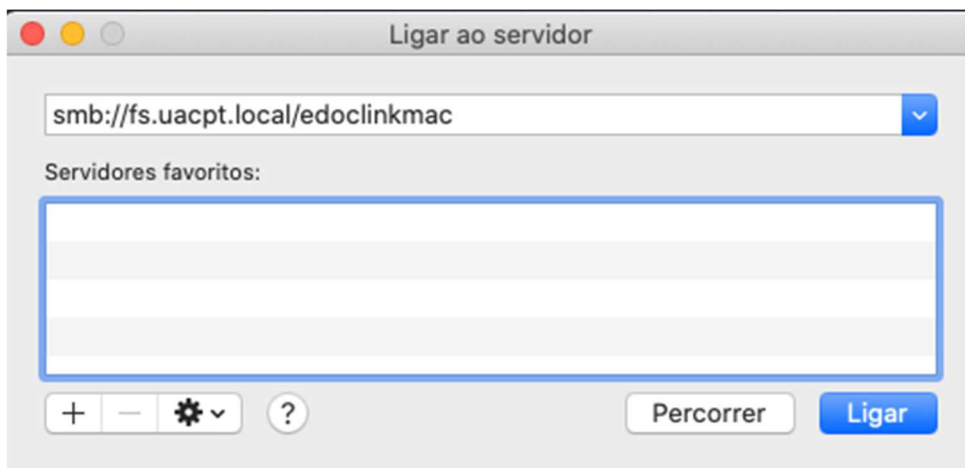 Ligar ao servidor
smb://fs.uacpt.local/edoclinkmac
Servidores favoritos:
+ − ?
Percorrer
Ligar